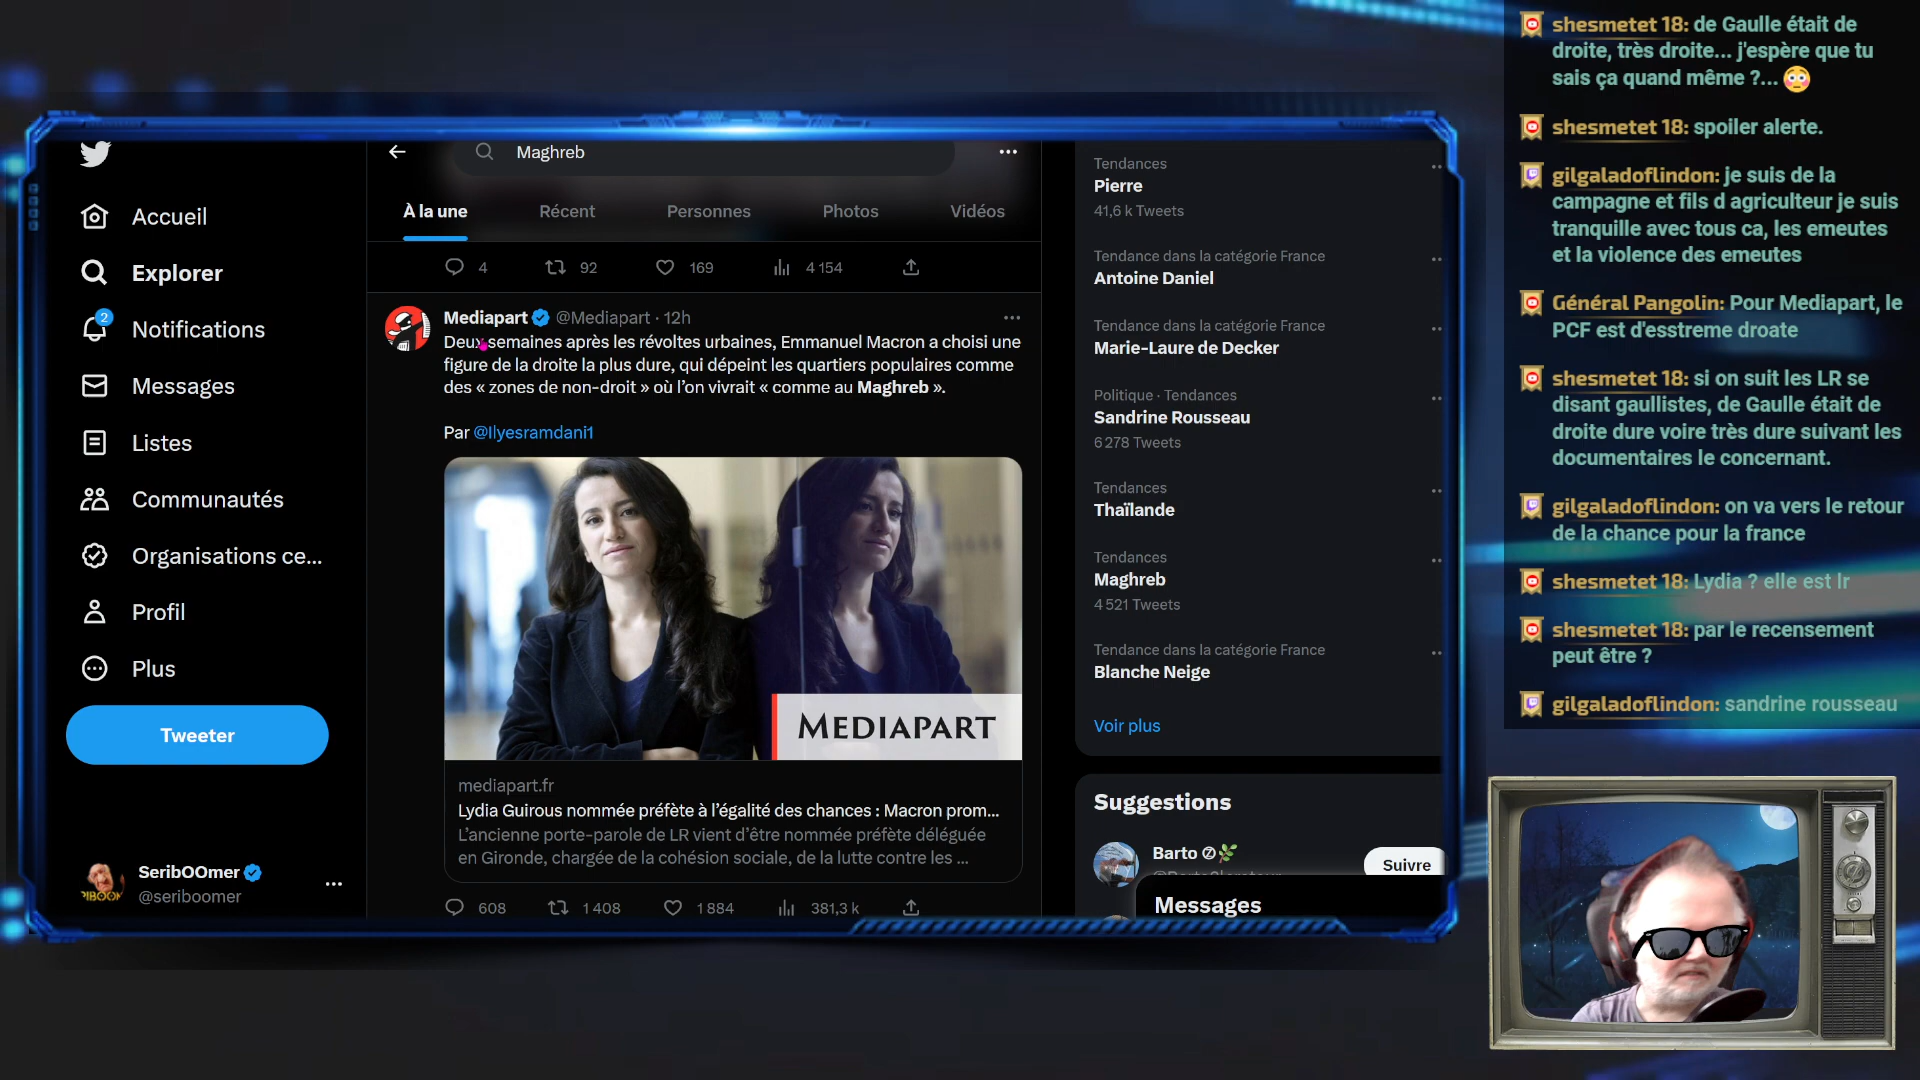 Maghreb
À la une
Récent
Personnes
Photos
Vidéos
Accueil
Explorer
2
Notifications
Messages
Listes
Communautés
Organisations ce...
Profil
Plus
Tweeter
SeribOOmer
@seriboomer
4
92
169
4 154
Mediapart @Mediapart · 12h
Deux semaines après les révoltes urbaines, Emmanuel Macron a choisi une
figure de la droite la plus dure, qui dépeint les quartiers populaires comme
des « zones de non-droit » où l'on vivrait « comme au Maghreb ».
Par @Ilyesramdani1
MEDIAPART
mediapart.fr
Lydia Guirous nommée préfète à l'égalité des chances : Macron prom...
L'ancienne porte-parole de LR vient d'être nommée préfète déléguée
en Gironde, chargée de la cohésion sociale, de la lutte contre les ...
608
1 408
1 884
381,3 k
Tendances
Pierre
41,6 k Tweets
Tendance dans la catégorie France
Antoine Daniel
Tendance dans la catégorie France
Marie-Laure de Decker
Politique · Tendances
Sandrine Rousseau
6 278 Tweets
Tendances
Thaïlande
Tendances
Maghreb
4 521 Tweets
Tendance dans la catégorie France
Blanche Neige
Voir plus
Suggestions
Barto
Suivre
Messages
shesmetet 18: de Gaulle était de
droite, très droite... j'espère que tu
sais ça quand même ?... 😳
shesmetet 18: spoiler alerte.
gilgaladoflindon: je suis de la
campagne et fils d agriculteur je suis
tranquille avec tous ca, les emeutes
et la violence des emeutes
Général Pangolin: Pour Mediapart, le
PCF est d'esstreme droate
shesmetet 18: si on suit les LR se
disant gaullistes, de Gaulle était de
droite dure voire très dure suivant les
documentaires le concernant.
gilgaladoflindon: on va vers le retour
de la chance pour la france
shesmetet 18: Lydia ? elle est lr
shesmetet 18: par le recensement
peut être ?
gilgaladoflindon: sandrine rousseau